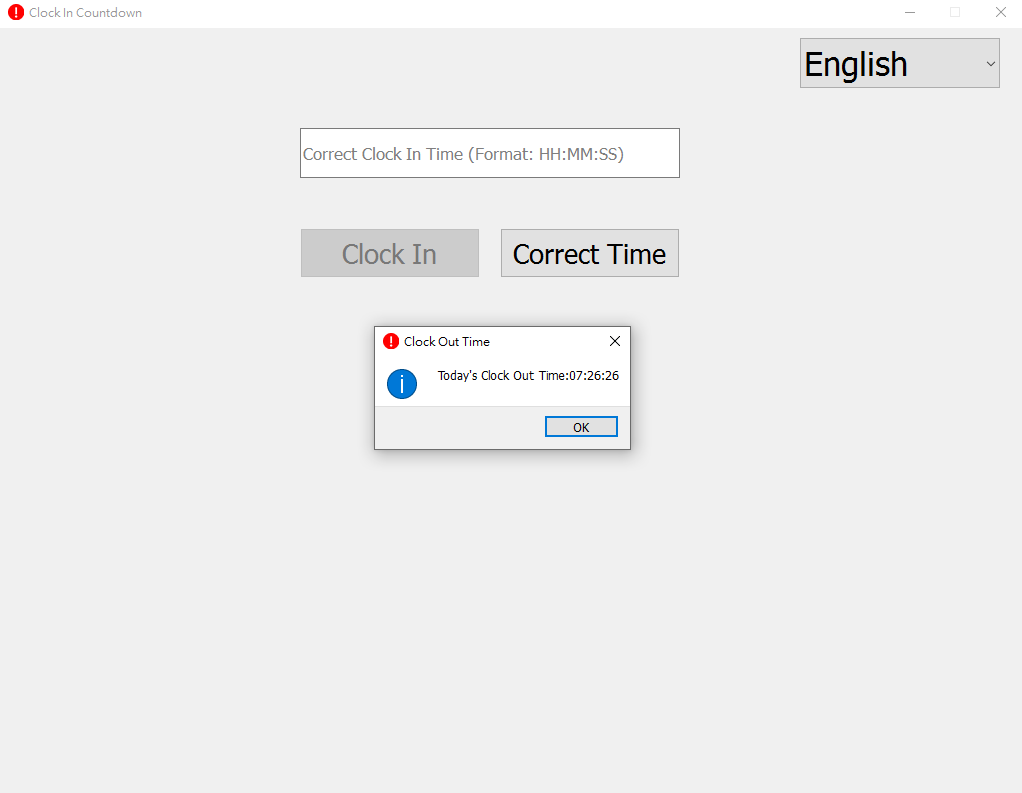 Clock In Countdown
English
Correct Clock In Time (Format: HH:MM:SS)
Clock In
Correct Time
Clock Out Time
Today's Clock Out Time:07:26:26
OK